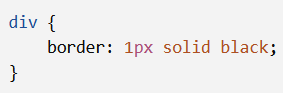 div {
    border: 1px solid black;
}